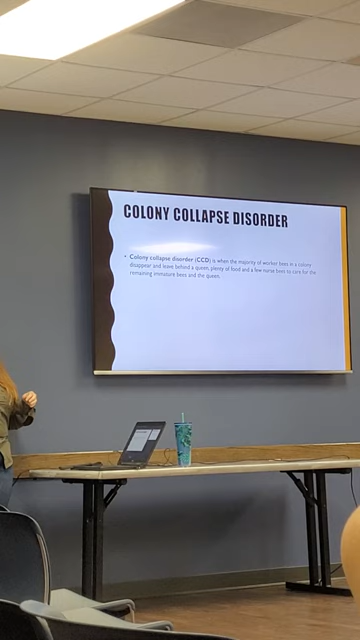 COLONY COLLAPSE DISORDER
• Colony collapse disorder (CCD) is when the majority of worker bees in a colony
disappear and leave behind a queen, plenty of food and a few nurse bees to care for the
remaining immature bees and the queen.